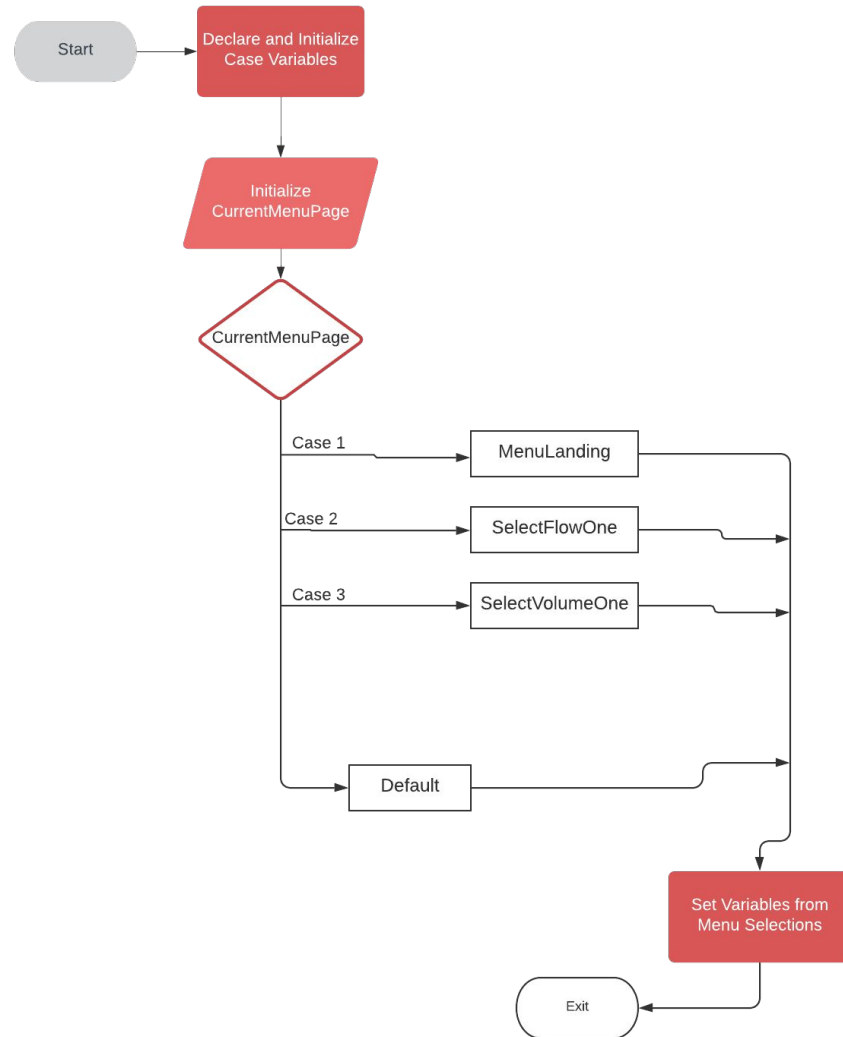 Start
Declare and Initialize
Case Variables
Initialize
CurrentMenuPage
CurrentMenuPage
Case 1
MenuLanding
Case 2
SelectFlowOne
Case 3
SelectVolumeOne
Default
Set Variables from
Menu Selections
Exit